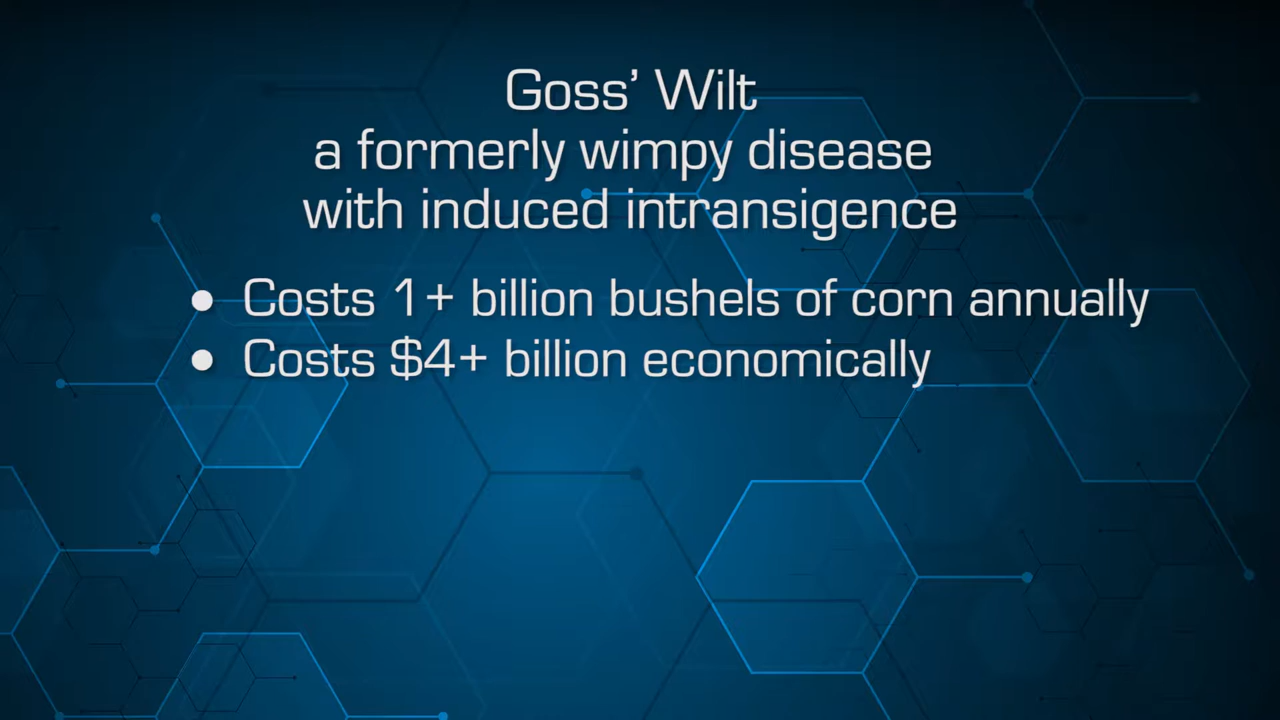 Goss’ Wilt
a formerly wimpy disease
with induced intransigence
● Costs 1+ billion bushels of corn annually
● Costs $4+ billion economically